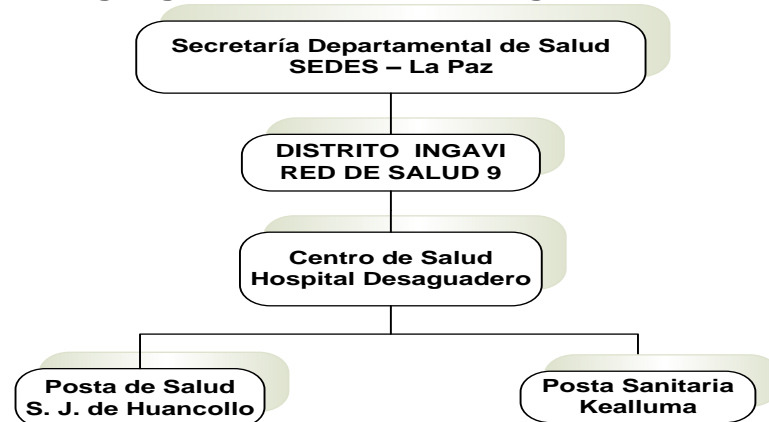 Secretaría Departamental de Salud
SEDES – La Paz
DISTRITO INGAVI
RED DE SALUD 9
Centro de Salud
Hospital Desaguadero
Posta de Salud
S. J. de Huancollo
Posta Sanitaria
Kealluma